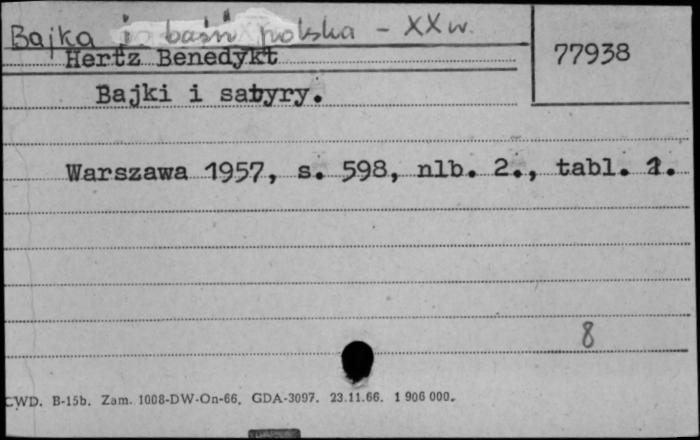 Bajka i baśń polska - XX w.
Hertz Benedykt
77938
Bajki i satyry.
Warszawa 1957, s. 598, nlb. 2., tabl. 1.
8
CWD. B-15b. Zam. 1008-DW-On-66. GDA-3097. 23.11.66. 1 906 000.